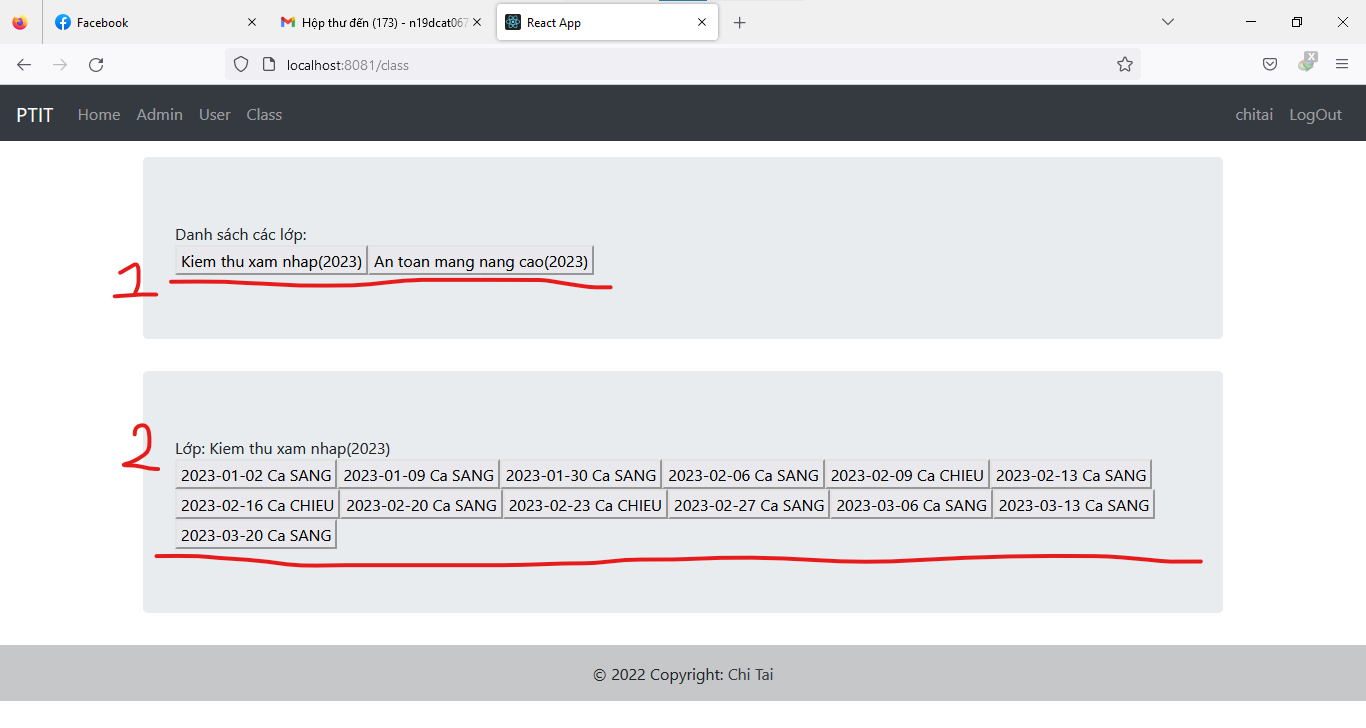 Facebook
Hộp thư đến (173) - n19dcat067
React App
localhost:8081/class
PTIT Home Admin User Class chitai LogOut
Danh sách các lớp:
Kiem thu xam nhap(2023) An toan mang nang cao(2023)
1
2
Lớp: Kiem thu xam nhap(2023)
2023-01-02 Ca SANG 2023-01-09 Ca SANG 2023-01-30 Ca SANG 2023-02-06 Ca SANG 2023-02-09 Ca CHIEU 2023-02-13 Ca SANG
2023-02-16 Ca CHIEU 2023-02-20 Ca SANG 2023-02-23 Ca CHIEU 2023-02-27 Ca SANG 2023-03-06 Ca SANG 2023-03-13 Ca SANG
2023-03-20 Ca SANG
© 2022 Copyright: Chi Tai